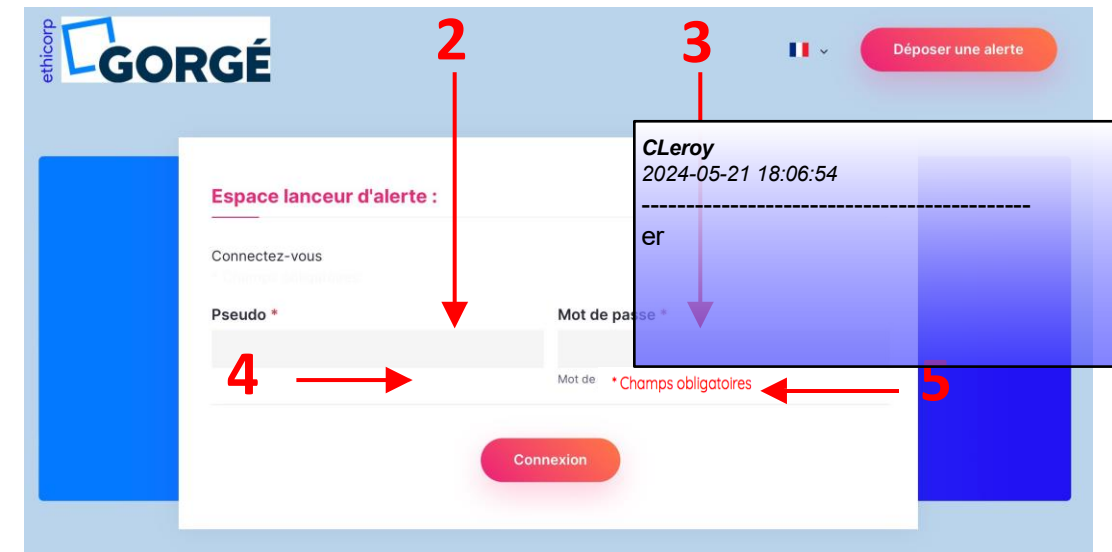 ethicorp
GORGÉ
2
3
Déposer une alerte
CLeroy
2024-05-21 18:06:54
--------------------------------------------
er
Espace lanceur d'alerte :
Connectez-vous
Pseudo *
Mot de passe *
4
5
Mot de
* Champs obligatoires
Connexion